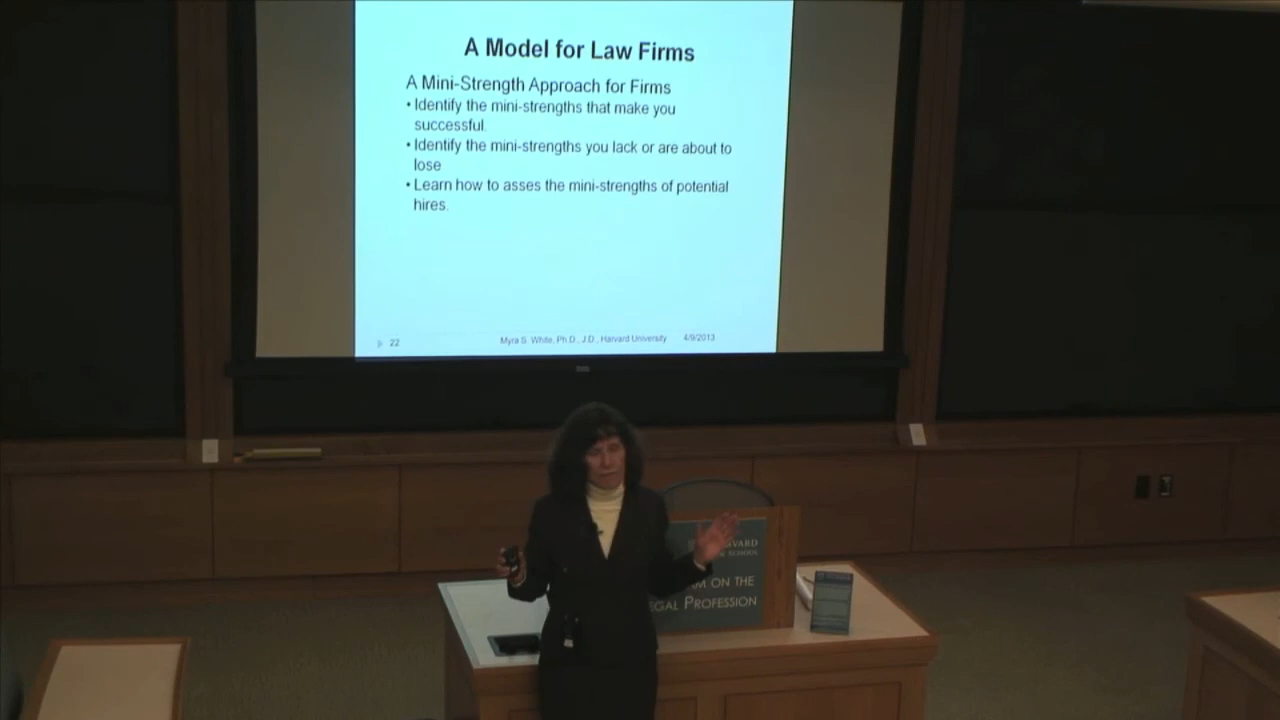 A Model for Law Firms
A Mini-Strength Approach for Firms
• Identify the mini-strengths that make you
successful.
• Identify the mini-strengths you lack or are about to
lose
• Learn how to asses the mini-strengths of potential
hires.
22 Myra S. White, Ph.D., J.D., Harvard University 4/9/2013
VARD
SCHOOL
M ON THE
EGAL PROFESSION